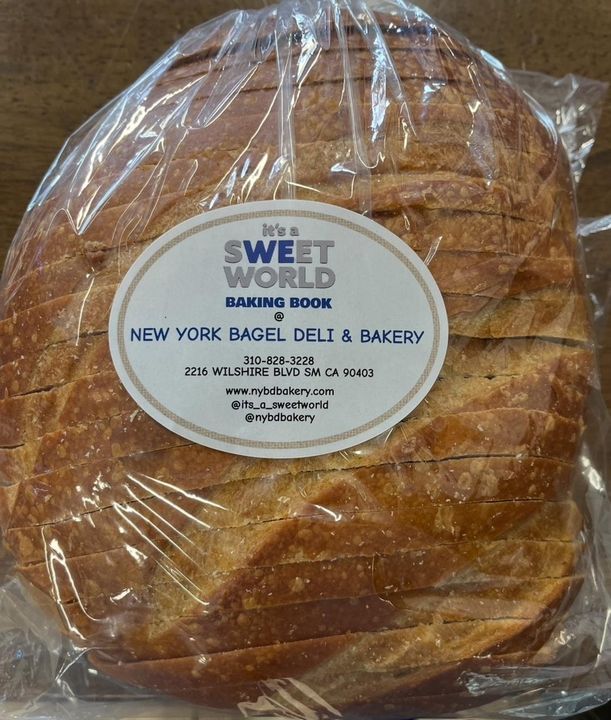 it's a
SWEET
WORLD
BAKING BOOK
@
NEW YORK BAGEL DELI & BAKERY
310-828-3228
2216 WILSHIRE BLVD SM CA 90403
www.nybdbakery.com
@its_a_sweetworld
@nybdbakery